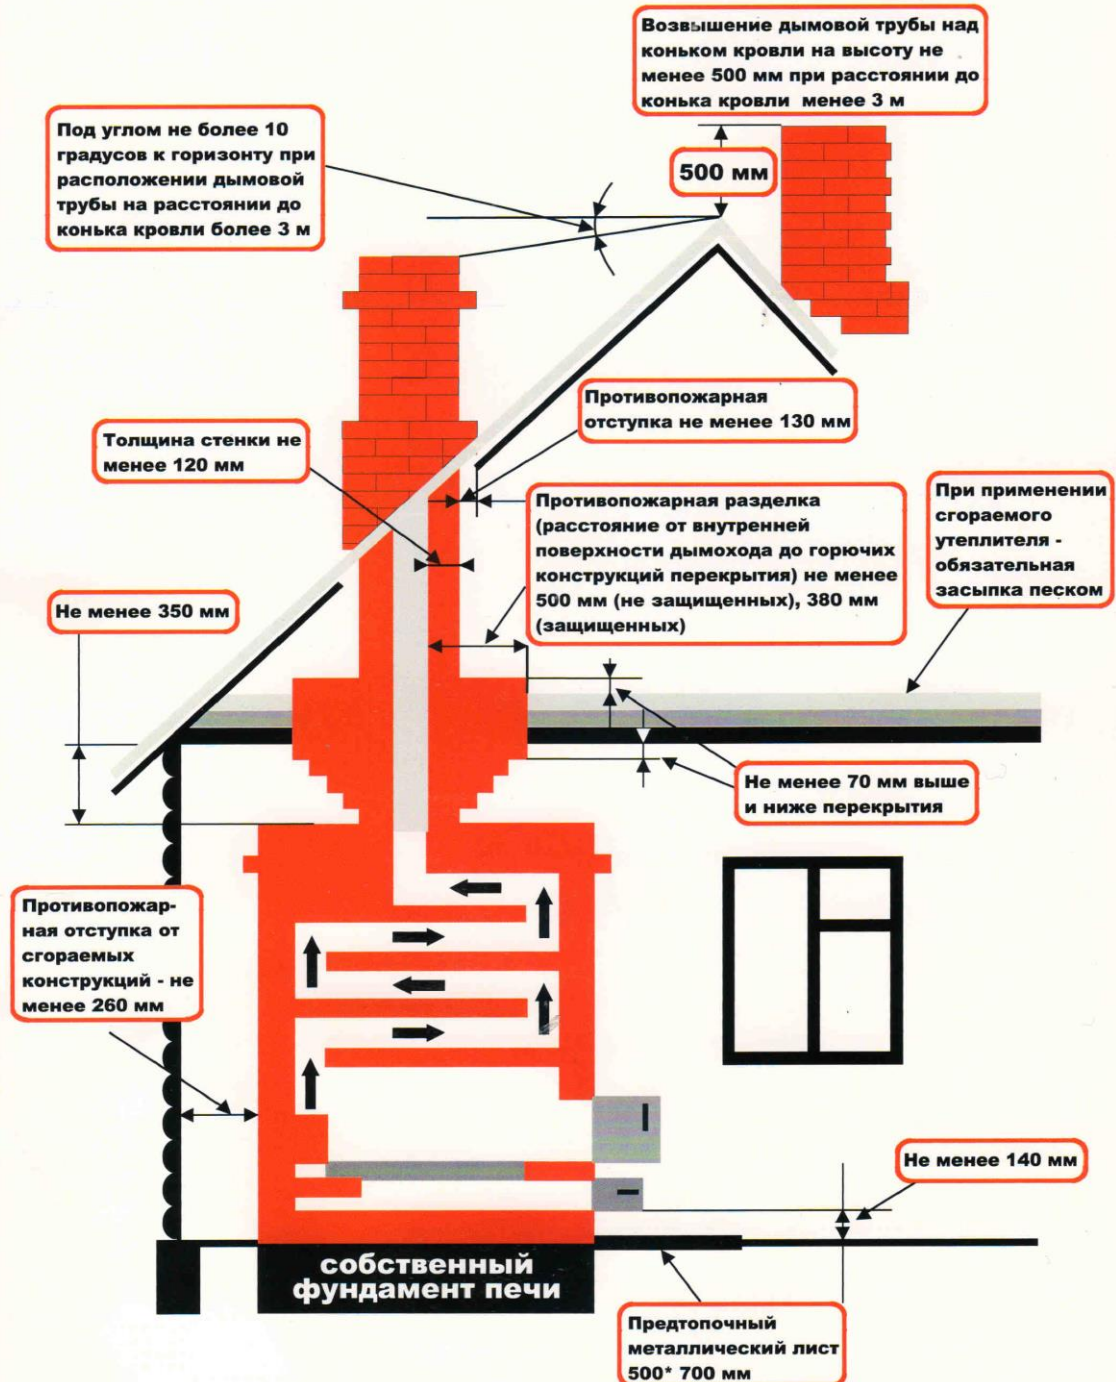 Возвышение дымовой трубы над
коньком кровли на высоту не
менее 500 мм при расстоянии до
конька кровли менее 3 м
Под углом не более 10
градусов к горизонту при
расположении дымовой
трубы на расстоянии до
конька кровли более 3 м
500 мм
Противопожарная
отступка не менее 130 мм
Толщина стенки не
менее 120 мм
Противопожарная разделка
(расстояние от внутренней
поверхности дымохода до горючих
конструкций перекрытия) не менее
500 мм (не защищенных), 380 мм
(защищенных)
При применении
сгораемого
утеплителя -
обязательная
засыпка песком
Не менее 350 мм
Не менее 70 мм выше
и ниже перекрытия
Противопожар-
ная отступка от
сгораемых
конструкций - не
менее 260 мм
Не менее 140 мм
собственный
фундамент печи
Предтопочный
металлический лист
500* 700 мм